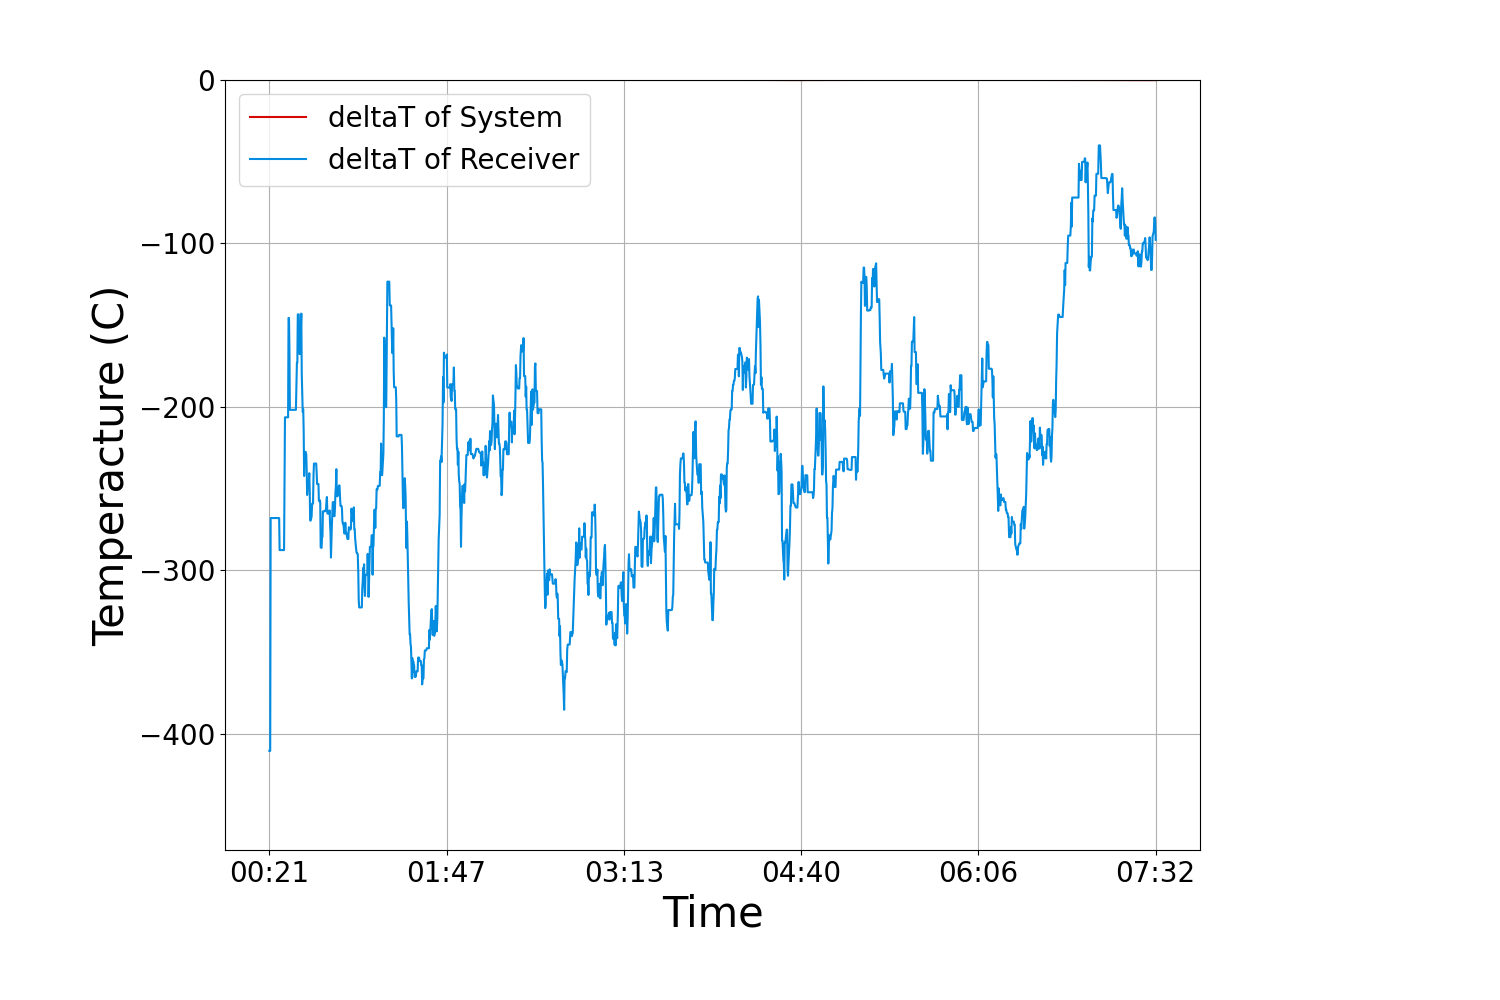 0
−100
−200
−300
−400
deltaT of System
deltaT of Receiver
Temperacture (C)
00:21 01:47 03:13 04:40 06:06 07:32
Time